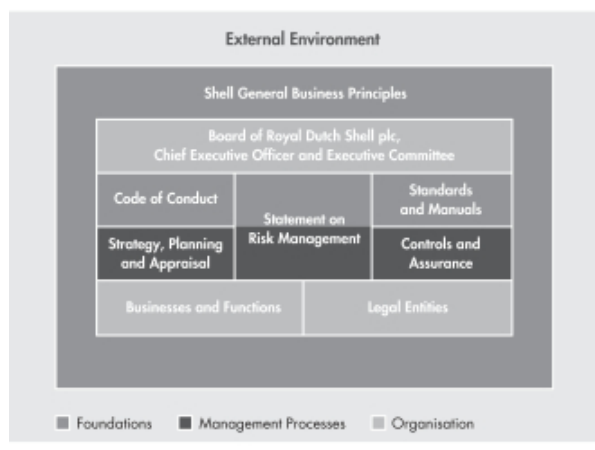 External Environment
Shell General Business Principles
Board of Royal Dutch Shell plc,
Chief Executive Officer and Executive Committee
Code of Conduct
Statement on
Risk Management
Standards
and Manuals
Strategy, Planning
and Appraisal
Controls and
Assurance
Businesses and Functions
Legal Entities
Foundations
Management Processes
Organisation